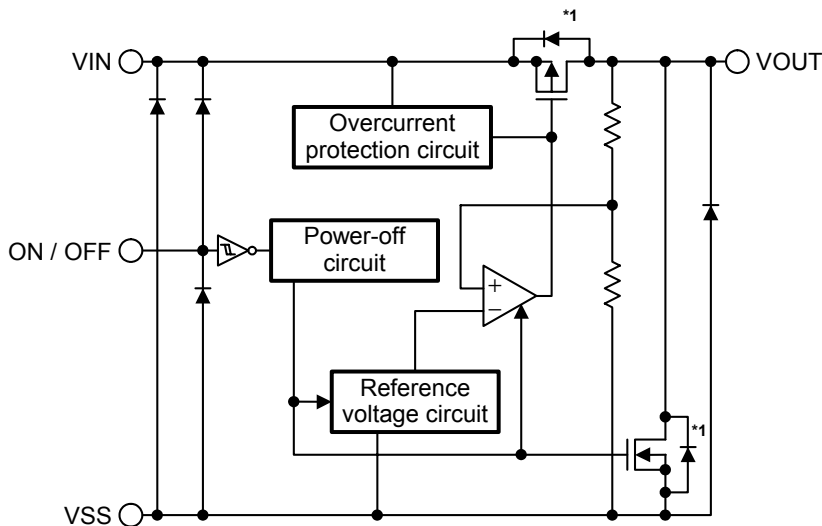 *1
VIN
VOUT
Overcurrent
protection circuit
ON / OFF
Power-off
circuit
+
−
Reference
voltage circuit
*1
VSS